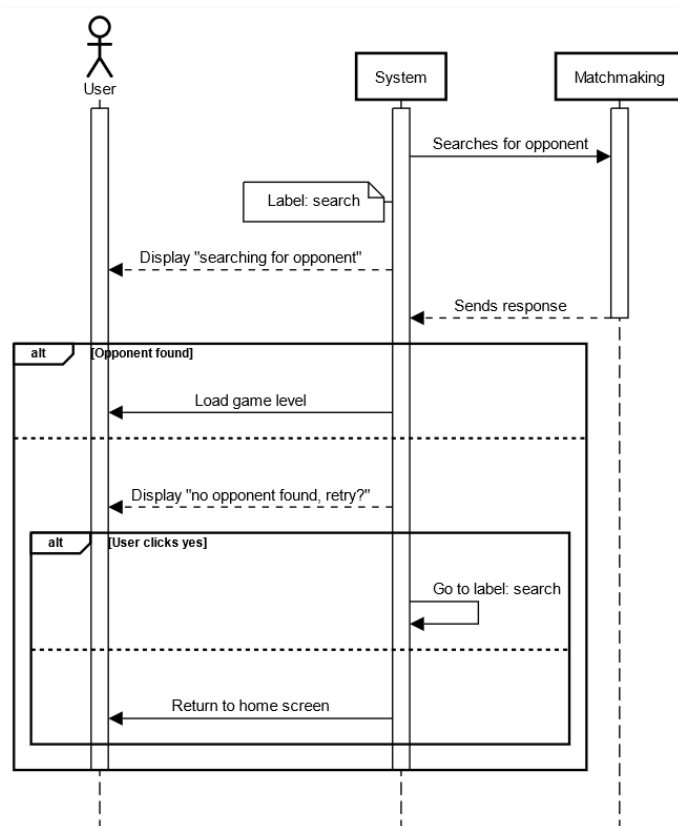 User
System
Matchmaking
Searches for opponent
Label: search
Display "searching for opponent"
Sends response
alt [Opponent found]
Load game level
Display "no opponent found, retry?"
alt [User clicks yes]
Go to label: search
Return to home screen